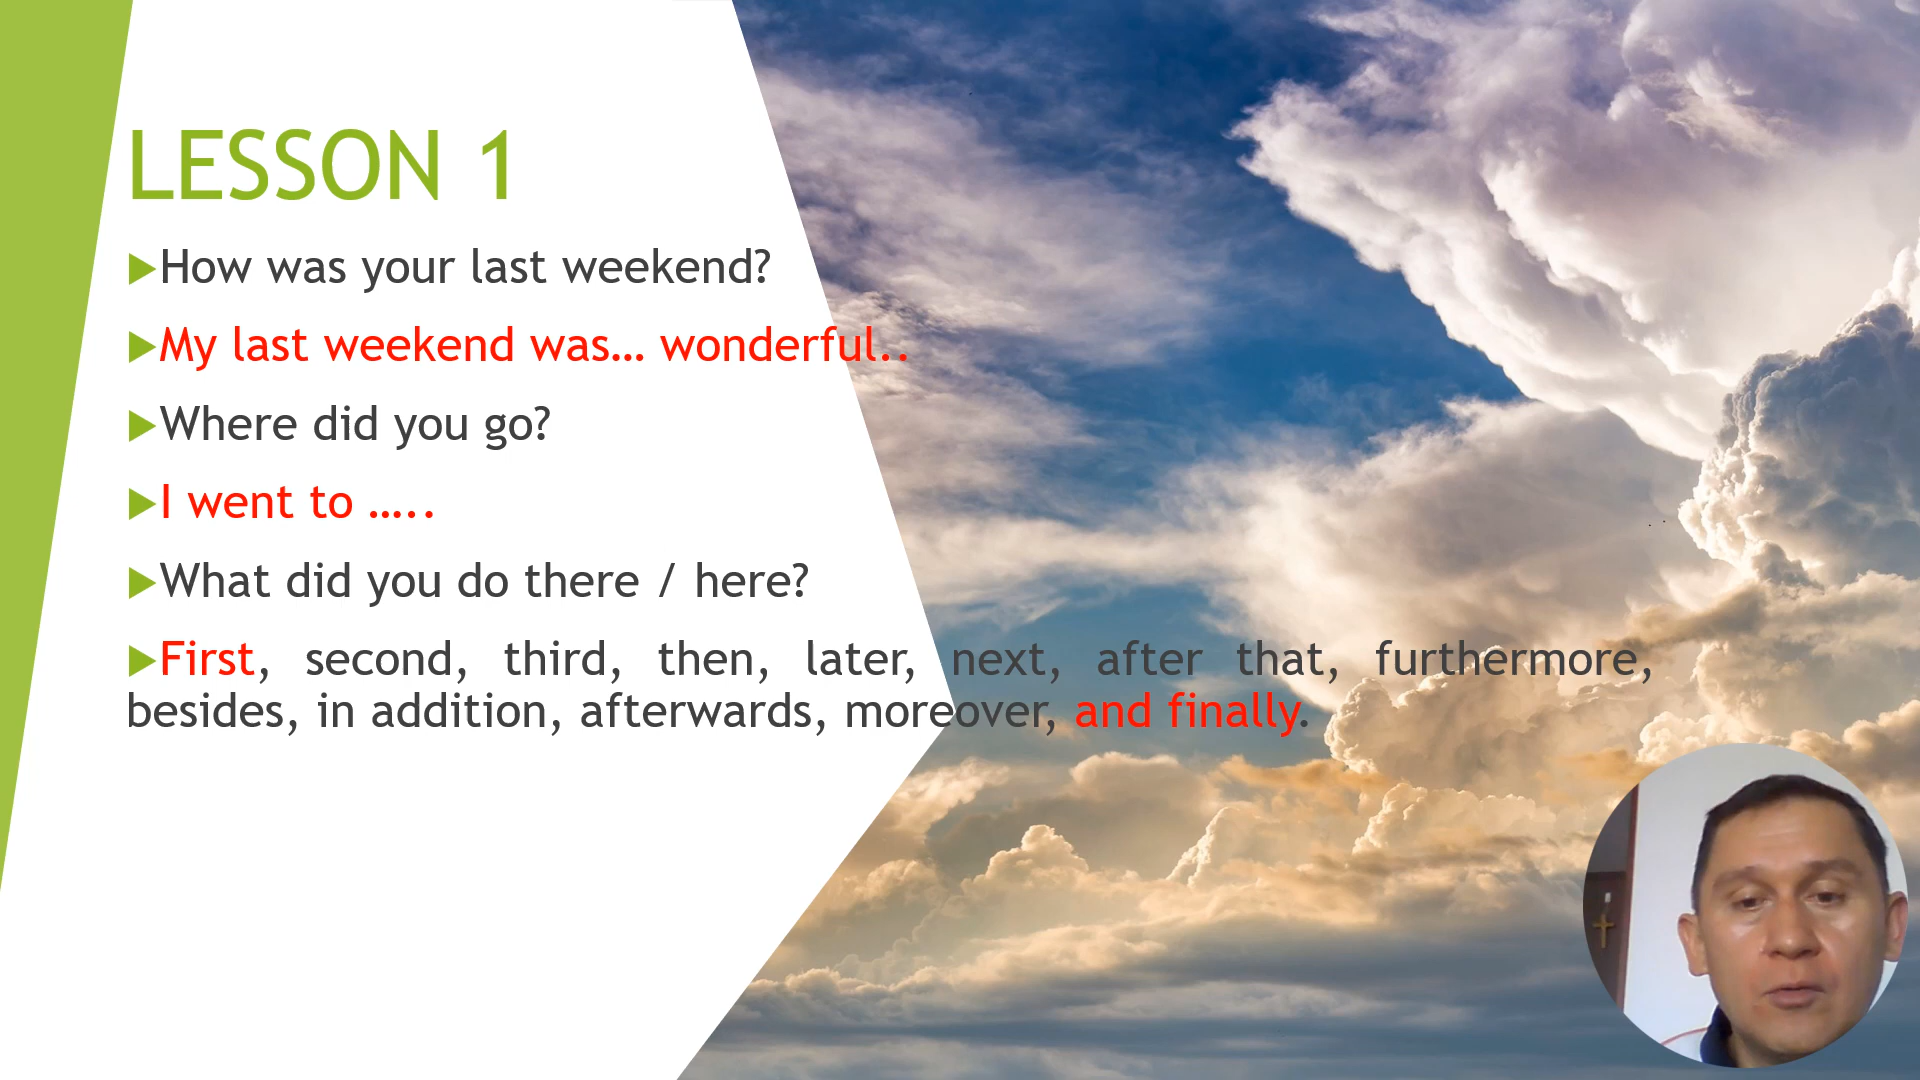 LESSON 1
How was your last weekend?
My last weekend was… wonderful..
Where did you go?
I went to …..
What did you do there / here?
First, second, third, then, later, next, after that, furthermore,
besides, in addition, afterwards, moreover, and finally.